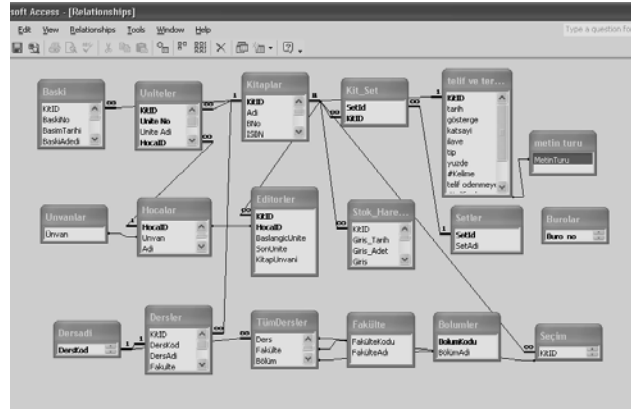 soft Access - [Relationships]
Edit View Relationships Tools Window Help
Type a question for
Baski
KitID
BaskiNo
BasimTarihi
BaskiAdedi
Uniteler
KitID
Unite No
Unite Adi
HocaID
Kitaplar
KitID
Adi
BNo
ISBN
Kit_Set
SetId
KitID
telif ve ter...
KitID
tarih
gösterge
katsayi
ilave
tip
yuzde
#Kelime
telif odenmeye
metin turu
MetinTuru
Unvanlar
Unvan
Hocalar
HocaID
Unvan
Adi
Editorler
KitID
HocaID
BaslangicUnite
SonUnite
KitapUnvani
Stok_Hare...
KitID
Giris_Tarih
Giris_Adet
Giris
Setler
SetId
SetAdi
Burolar
Buro no
Dersadi
DersKod
Dersler
KitID
DersKod
DersAdi
Fakulte
TümDersler
Ders
Fakülte
Bölüm
Fakülte
FakülteKodu
FakülteAdi
Bolumler
BolumKodu
BölümAdi
Seçim
KitID